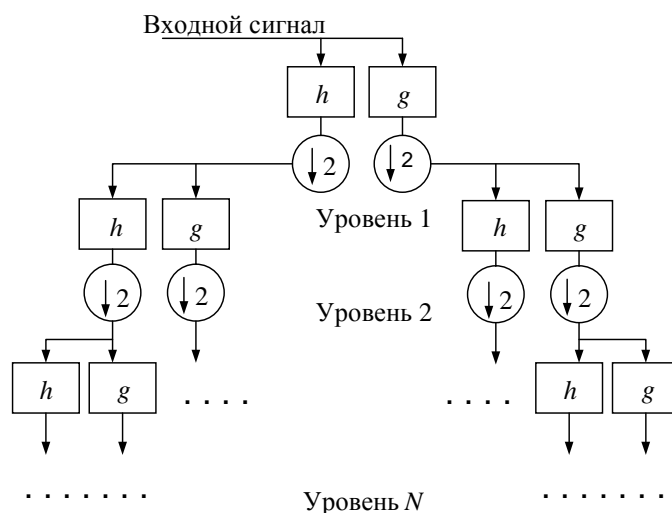 Входной сигнал
h g
2 2
Уровень 1
h g h g
2 2 2 2
Уровень 2
h g h g
. . . . . . . .
. . . . . . . . . . . . . .
Уровень N